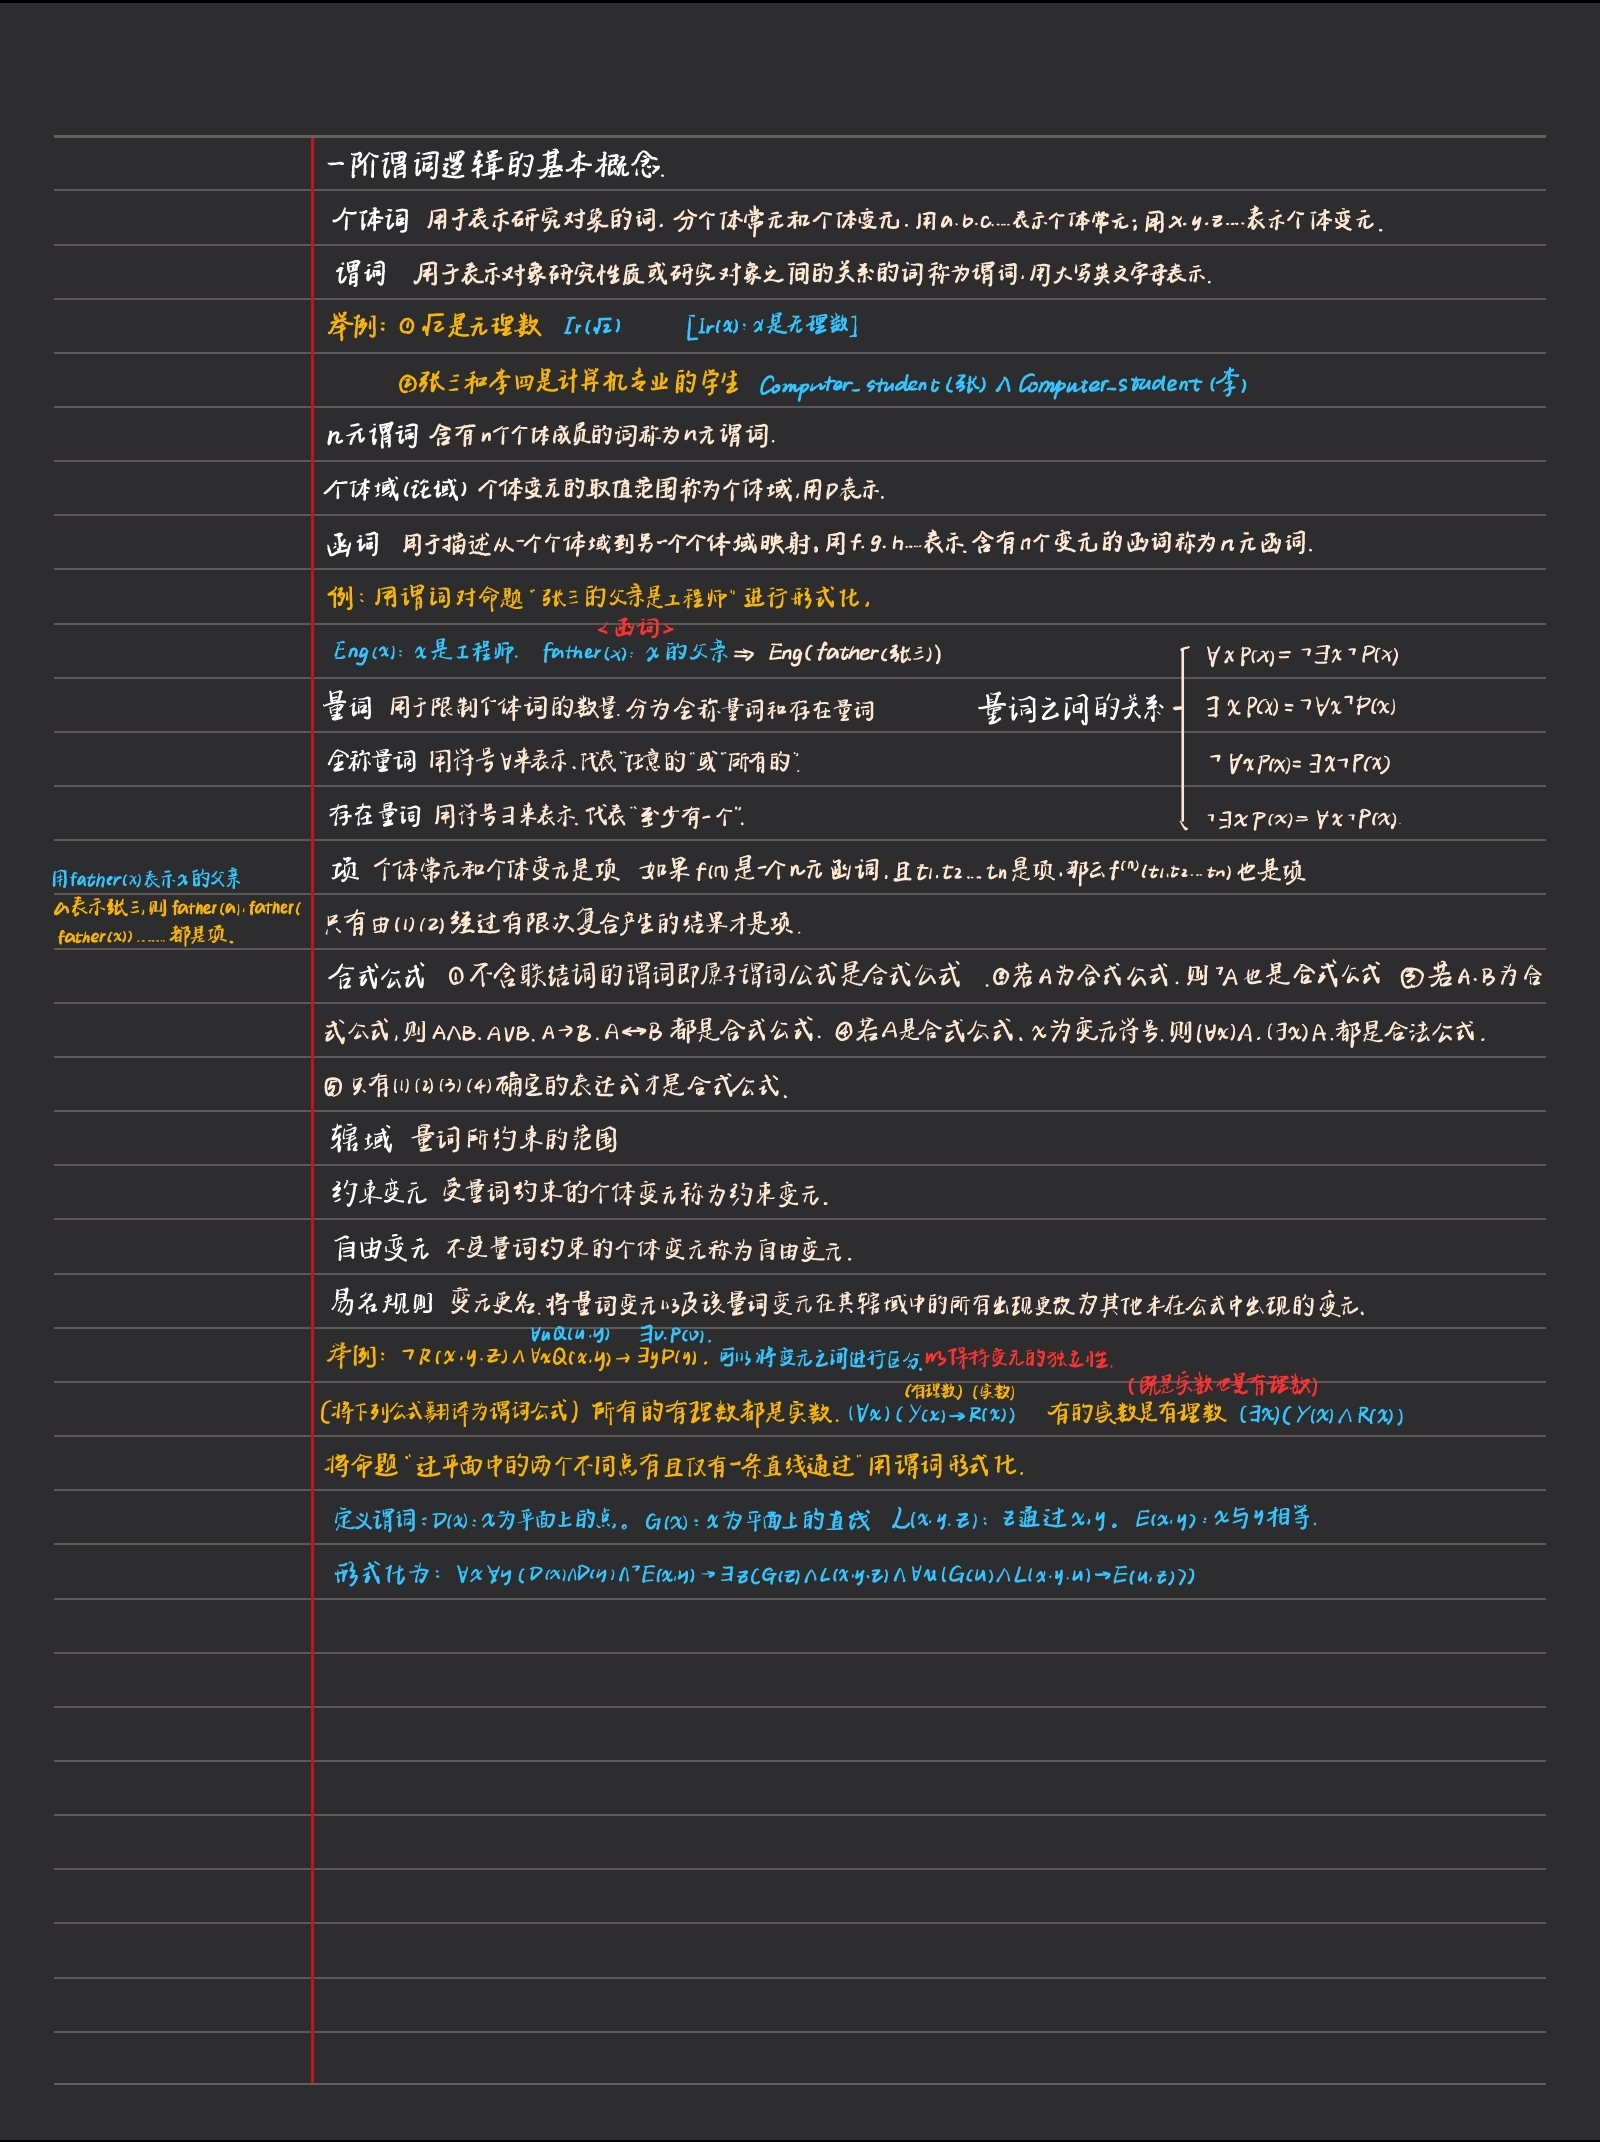 一阶谓词逻辑的基本概念.
个体词 用于表示研究对象的词. 分个体常元和个体变元. 用a.b.c.....表示个体常元; 用x.y.z.....表示个体变元.
谓词 用于表示对象研究性质或研究对象之间的关系的词称为谓词. 用大写英文字母表示.
举例: ① √2是无理数 Ir(√2) [Ir(x): x是无理数]
②张三和李四是计算机专业的学生 Computer_student(张)∧Computer_student(李)
n元谓词 含有n个个体成员的词称为n元谓词.
个体域(论域) 个体变元的取值范围称为个体域,用D表示.
函词 用于描述从一个个体域到另一个个体域映射. 用f.g.h.....表示.含有n个变元的函词称为n元函词.
例: 用谓词对命题"张三的父亲是工程师"进行形式化.
<函词>
Eng(x): x是工程师. father(x): x的父亲 ⇒ Eng(father(张三))
量词 用于限制个体词的数量.分为全称量词和存在量词
全称量词 用符号∀来表示.代表"任意的"或"所有的".
存在量词 用符号∃来表示.代表"至少有一个".
量词之间的关系
∀xP(x)=¬∃x¬P(x)
∃xP(x)=¬∀x¬P(x)
¬∀xP(x)=∃x¬P(x)
¬∃xP(x)=∀x¬P(x).
用father(x)表示x的父亲
a表示张三,则father(a).father(
father(x)).......都是项.
项 个体常元和个体变元是项 如果f(n)是一个n元函词,且t1.t2...tn是项.那么f⁽ⁿ⁾(t1.t2...tn)也是项
只有由(1)(2)经过有限次复合产生的结果才是项.
合式公式 ①不含联结词的谓词即原子谓词公式是合式公式 .②若A为合式公式.则¬A也是合式公式 ③若A.B为合
式公式,则A∧B.A∨B.A→B.A↔B都是合式公式. ④若A是合式公式、x为变元符号.则(∀x)A.(∃x)A.都是合法公式.
⑤只有(1)(2)(3)(4)确定的表达式才是合式公式.
辖域 量词所约束的范围
约束变元 受量词约束的个体变元称为约束变元.
自由变元 不受量词约束的个体变元称为自由变元.
易名规则 变元更名.将量词变元以及该量词变元在其辖域中的所有出现更改为其他未在公式中出现的变元.
∀uQ(u.y) ∃v.P(v).
举例: ¬R(x.y.z)∧∀xQ(x,y)→∃yP(y). 可以将变元之间进行区分.以保持变元的独立性.
(有理数)(实数) (既是实数也是有理数)
(将下列公式翻译为谓词公式) 所有的有理数都是实数. (∀x)(Y(x)→R(x)) 有的实数是有理数 (∃x)(Y(x)∧R(x))
将命题"过平面中的两个不同点有且仅有一条直线通过"用谓词形式化.
定义谓词:D(x):x为平面上的点。 G(x):x为平面上的直线 L(x.y.z): z通过x,y. E(x,y):x与y相等.
形式化为: ∀x∀y(D(x)∧D(y)∧¬E(x,y)→∃z(G(z)∧L(x.y.z)∧∀u(G(u)∧L(x.y.u)→E(u,z)))